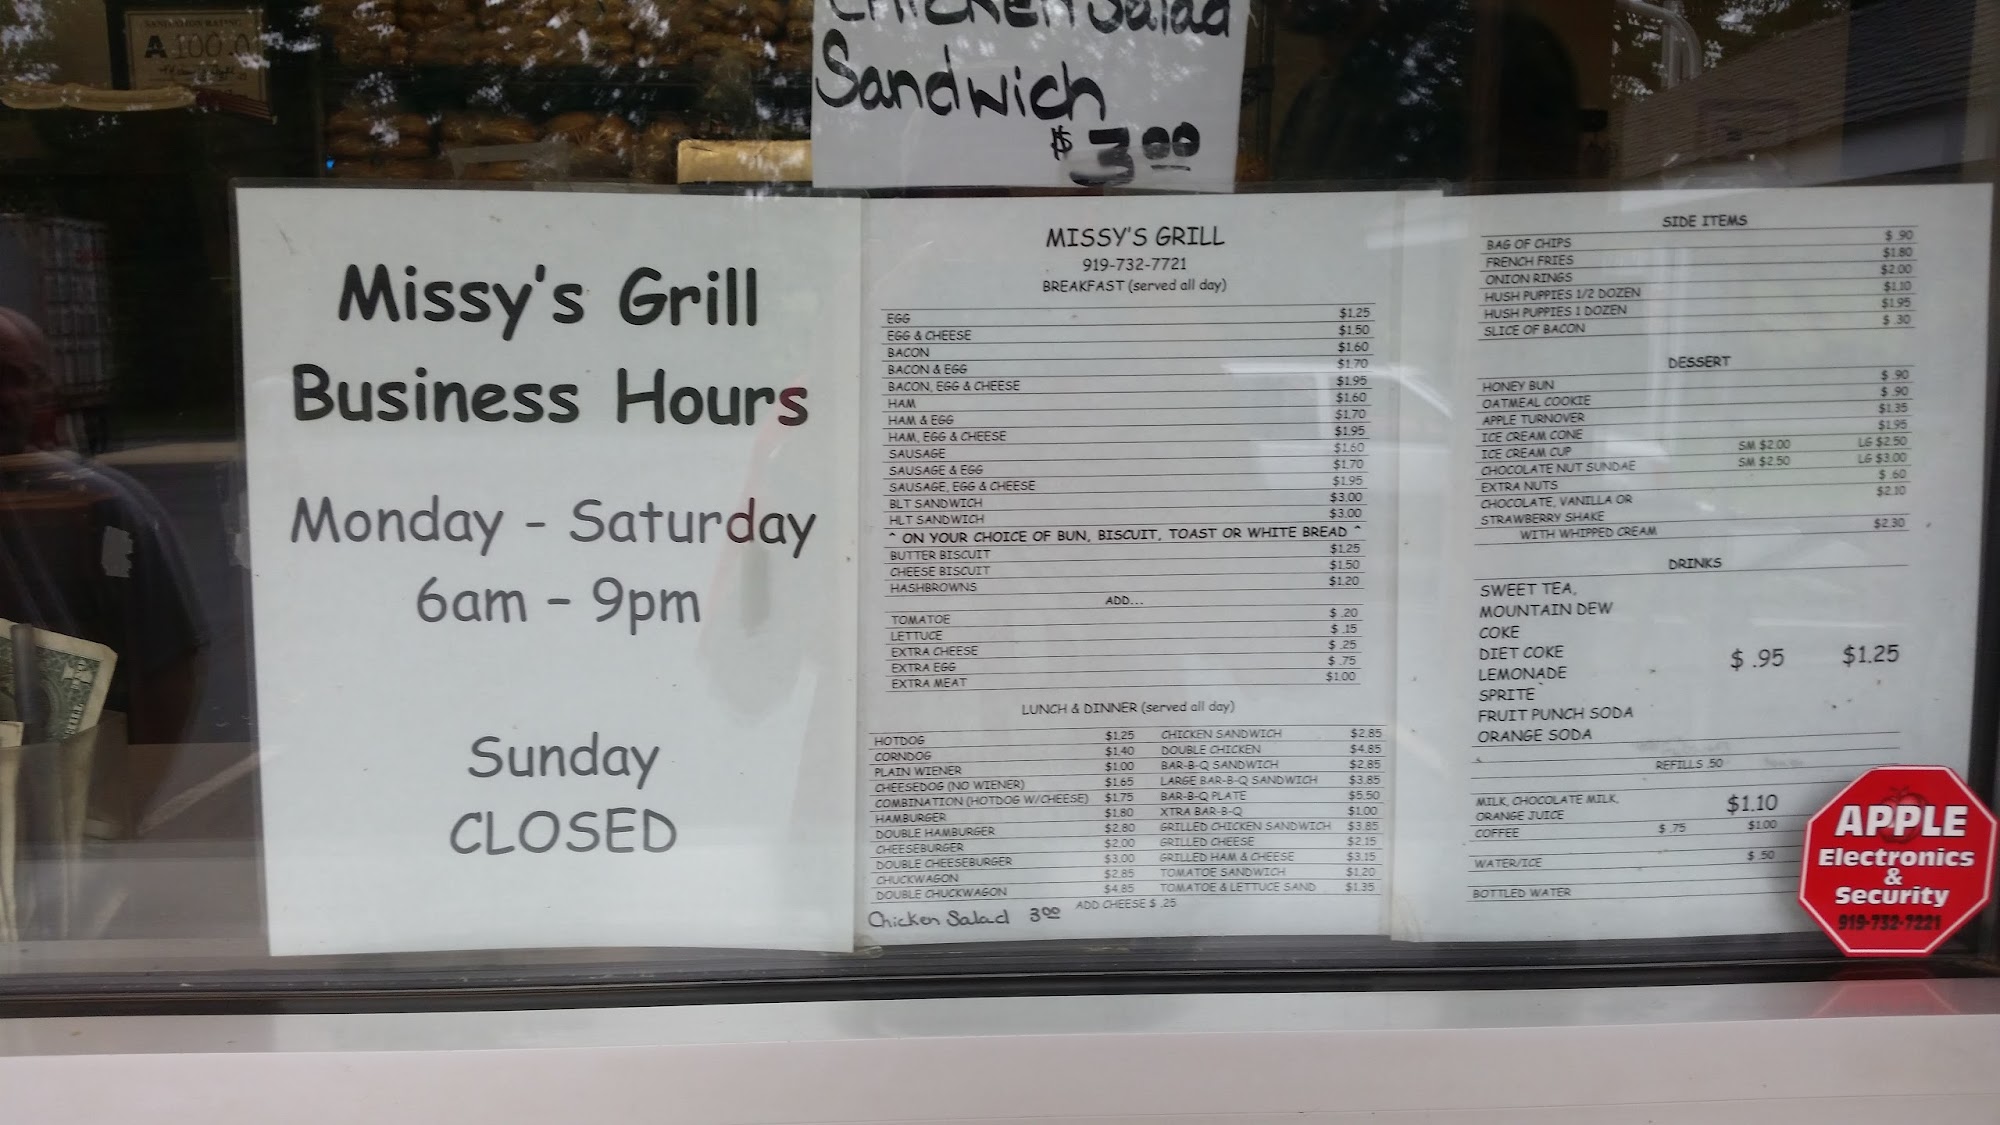 SANITATION RATING
A 100.0
Chicken Salad
Sandwich
$3.00
Missy's Grill
Business Hours
Monday - Saturday
6am - 9pm
Sunday
CLOSED
MISSY'S GRILL
919-732-7721
BREAKFAST (served all day)
EGG $1.25
EGG & CHEESE $1.50
BACON $1.60
BACON & EGG $1.70
BACON, EGG & CHEESE $1.95
HAM $1.60
HAM & EGG $1.70
HAM, EGG & CHEESE $1.95
SAUSAGE $1.60
SAUSAGE & EGG $1.70
SAUSAGE, EGG & CHEESE $1.95
BLT SANDWICH $3.00
HLT SANDWICH $3.00
^ ON YOUR CHOICE OF BUN, BISCUIT, TOAST OR WHITE BREAD ^
BUTTER BISCUIT $1.25
CHEESE BISCUIT $1.50
HASHBROWNS $1.20
ADD...
TOMATOE $ .20
LETTUCE $ .15
EXTRA CHEESE $ .25
EXTRA EGG $ .75
EXTRA MEAT $1.00
LUNCH & DINNER (served all day)
HOTDOG $1.25 CHICKEN SANDWICH $2.85
CORNDOG $1.40 DOUBLE CHICKEN $4.85
PLAIN WIENER $1.00 BAR-B-Q SANDWICH $2.85
CHEESEDOG (NO WIENER) $1.65 LARGE BAR-B-Q SANDWICH $3.85
COMBINATION (HOTDOG W/CHEESE) $1.75 BAR-B-Q PLATE $5.50
HAMBURGER $1.80 XTRA BAR-B-Q $1.00
DOUBLE HAMBURGER $2.80 GRILLED CHICKEN SANDWICH $3.85
CHEESEBURGER $2.00 GRILLED CHEESE $2.15
DOUBLE CHEESEBURGER $3.00 GRILLED HAM & CHEESE $3.15
CHUCKWAGON $2.85 TOMATOE SANDWICH $1.20
DOUBLE CHUCKWAGON $4.85 TOMATOE & LETTUCE SAND $1.35
ADD CHEESE $ .25
Chicken Salad 3.00
SIDE ITEMS
BAG OF CHIPS $ .90
FRENCH FRIES $1.80
ONION RINGS $2.00
HUSH PUPPIES 1/2 DOZEN $1.10
HUSH PUPPIES 1 DOZEN $1.95
SLICE OF BACON $ .30
DESSERT
HONEY BUN $ .90
OATMEAL COOKIE $ .90
APPLE TURNOVER $1.35
ICE CREAM CONE $1.95
ICE CREAM CUP SM $2.00 LG $2.50
CHOCOLATE NUT SUNDAE SM $2.50 LG $3.00
EXTRA NUTS $ .60
CHOCOLATE, VANILLA OR $2.10
STRAWBERRY SHAKE
WITH WHIPPED CREAM $2.30
DRINKS
SWEET TEA,
MOUNTAIN DEW
COKE
DIET COKE $ .95 $1.25
LEMONADE
SPRITE
FRUIT PUNCH SODA
ORANGE SODA
REFILLS .50
MILK, CHOCOLATE MILK, $1.10
ORANGE JUICE
COFFEE $ .75 $1.00
WATER/ICE $ .50
BOTTLED WATER
APPLE
Electronics
&
Security
919-732-7221